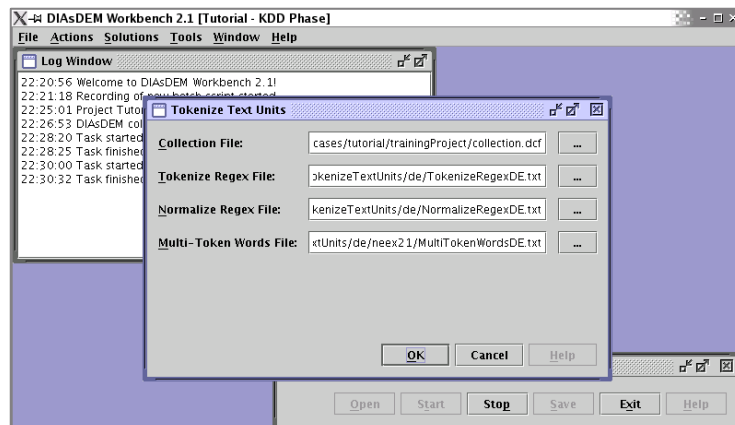 DIAsDEM Workbench 2.1 [Tutorial - KDD Phase]
File Actions Solutions Tools Window Help
Log Window
22:20:56 Welcome to DIAsDEM Workbench 2.1!
22:21:18 Recording of new batch script started
22:25:01 Project Tutor
22:26:53 DIAsDEM col
22:28:20 Task started
22:28:25 Task finished
22:30:00 Task started
22:30:32 Task finished
Tokenize Text Units
Collection File: cases/tutorial/trainingProject/collection.dcf ...
Tokenize Regex File: okenizeTextUnits/de/TokenizeRegexDE.txt ...
Normalize Regex File: kenizeTextUnits/de/NormalizeRegexDE.txt ...
Multi-Token Words File: xtUnits/de/neex21/MultiTokenWordsDE.txt ...
OK Cancel Help
Open Start Stop Save Exit Help